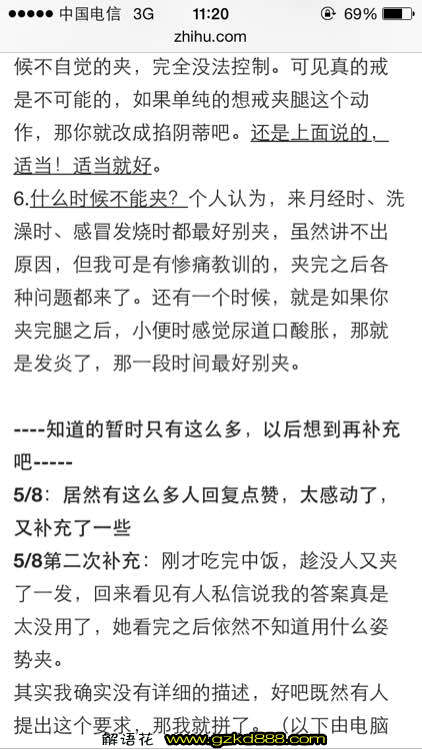 中国电信 3G 11:20 69%
zhihu.com
候不自觉的夹，完全没法控制。可见真的戒
是不可能的，如果单纯的想戒夹腿这个动
作，那你就改成掐阴蒂吧。还是上面说的，
适当！适当就好。
6.什么时候不能夹？个人认为，来月经时、洗
澡时、感冒发烧时都最好别夹，虽然讲不出
原因，但我可是有惨痛教训的，夹完之后各
种问题都来了。还有一个时候，就是如果你
夹完腿之后，小便时感觉尿道口酸胀，那就
是发炎了，那一段时间最好别夹。
----知道的暂时只有这么多，以后想到再补充
吧-----
5/8：居然有这么多人回复点赞，太感动了，
又补充了一些
5/8第二次补充：刚才吃完中饭，趁没人又夹
了一发，回来看见有人私信说我的答案真是
太没用了，她看完之后依然不知道用什么姿
势夹。
其实我确实没有详细的描述，好吧既然有人
提出这个要求，那我就拼了。（以下由电脑
解语花 www.gzkd888.com